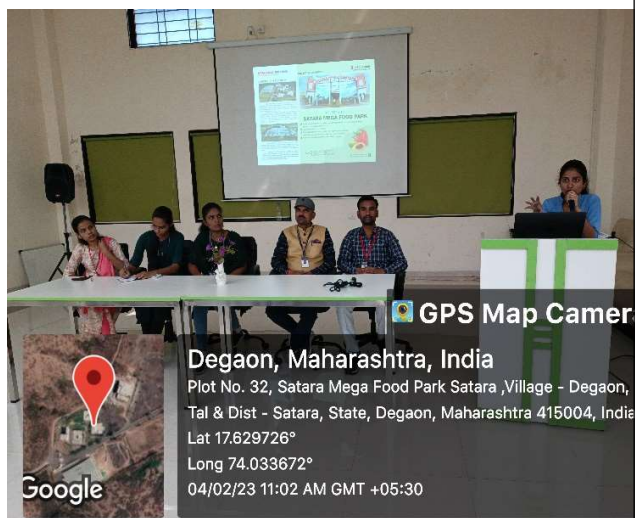 SATARA MEGA FOOD PARK
GPS Map Camer
Degaon, Maharashtra, India
Plot No. 32, Satara Mega Food Park Satara ,Village - Degaon,
Tal & Dist - Satara, State, Degaon, Maharashtra 415004, India
Lat 17.629726°
Long 74.033672°
04/02/23 11:02 AM GMT +05:30
Google